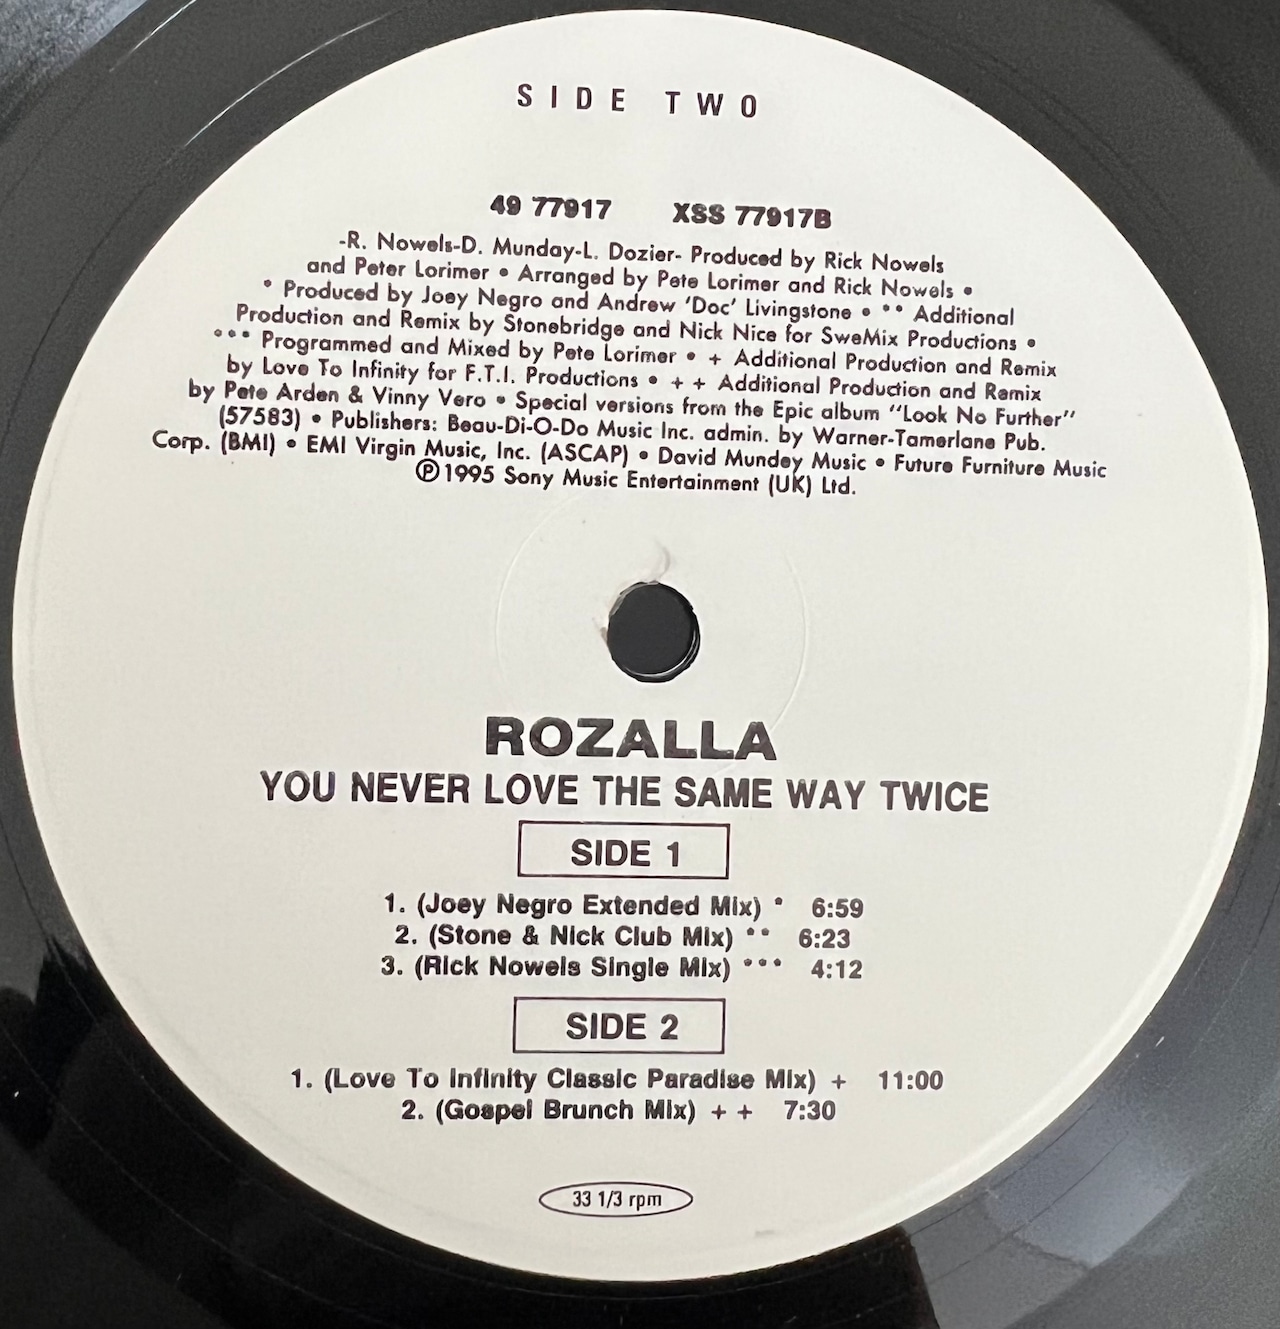 SIDE TWO
49 77917 XSS 77917B
-R. Nowels-D. Munday-L. Dozier- Produced by Rick Nowels
and Peter Lorimer • Arranged by Pete Lorimer and Rick Nowels •
* Produced by Joey Negro and Andrew 'Doc' Livingstone • ** Additional
Production and Remix by Stonebridge and Nick Nice for SweMix Productions •
*** Programmed and Mixed by Pete Lorimer • + Additional Production and Remix
by Love To Infinity for F.T.I. Productions • + + Additional Production and Remix
by Pete Arden & Vinny Vero • Special versions from the Epic album "Look No Further"
(57583) • Publishers: Beau-Di-O-Do Music Inc. admin. by Warner-Tamerlane Pub.
Corp. (BMI) • EMI Virgin Music, Inc. (ASCAP) • David Munday Music • Future Furniture Music
℗1995 Sony Music Entertainment (UK) Ltd.
ROZALLA
YOU NEVER LOVE THE SAME WAY TWICE
SIDE 1
1. (Joey Negro Extended Mix) * 6:59
2. (Stone & Nick Club Mix) ** 6:23
3. (Rick Nowels Single Mix) *** 4:12
SIDE 2
1. (Love To Infinity Classic Paradise Mix) + 11:00
2. (Gospel Brunch Mix) + + 7:30
33 1/3 rpm